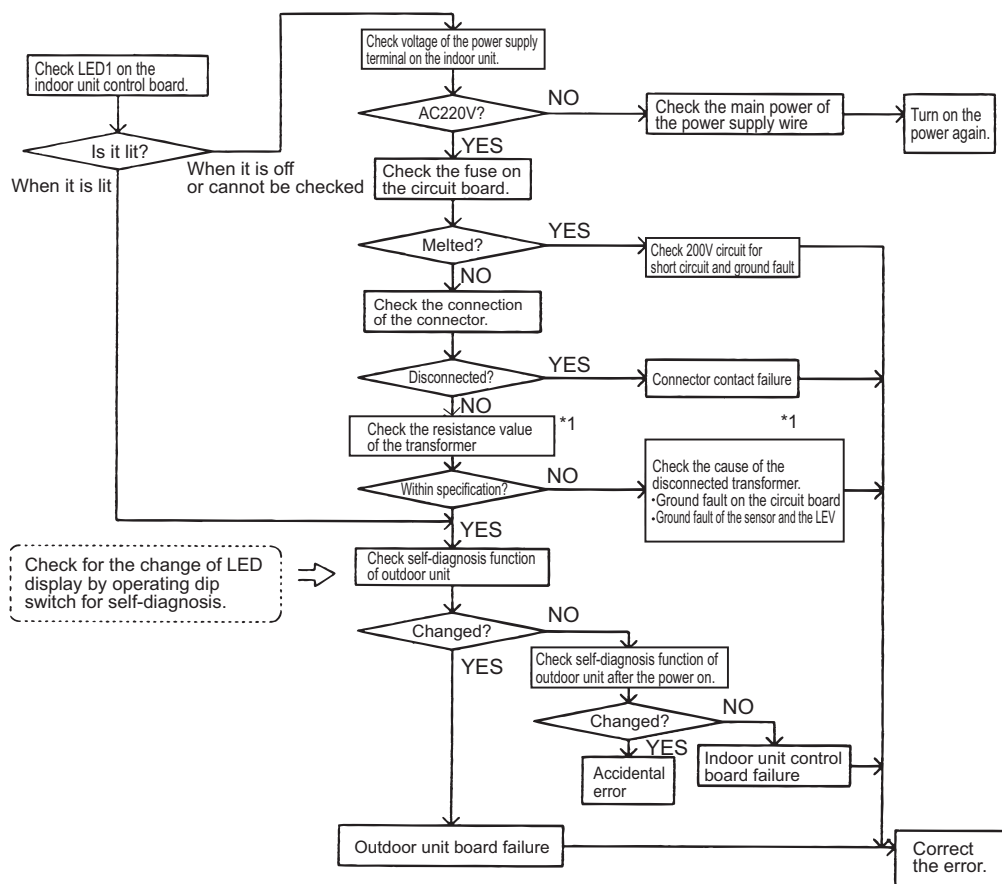 Check LED1 on the
indoor unit control board.
Is it lit?
When it is lit
When it is off
or cannot be checked
Check voltage of the power supply
terminal on the indoor unit.
AC220V?
NO
Check the main power of
the power supply wire
Turn on the
power again.
YES
Check the fuse on
the circuit board.
Melted?
YES
Check 200V circuit for
short circuit and ground fault
NO
Check the connection
of the connector.
Disconnected?
YES
Connector contact failure
NO
Check the resistance value
of the transformer
*1
*1
Within specification?
NO
Check the cause of the
disconnected transformer.
•Ground fault on the circuit board
•Ground fault of the sensor and the LEV
YES
Check for the change of LED
display by operating dip
switch for self-diagnosis.
Check self-diagnosis function
of outdoor unit
Changed?
NO
YES
Check self-diagnosis function of
outdoor unit after the power on.
Changed?
NO
YES
Accidental
error
Indoor unit control
board failure
Outdoor unit board failure
Correct
the error.